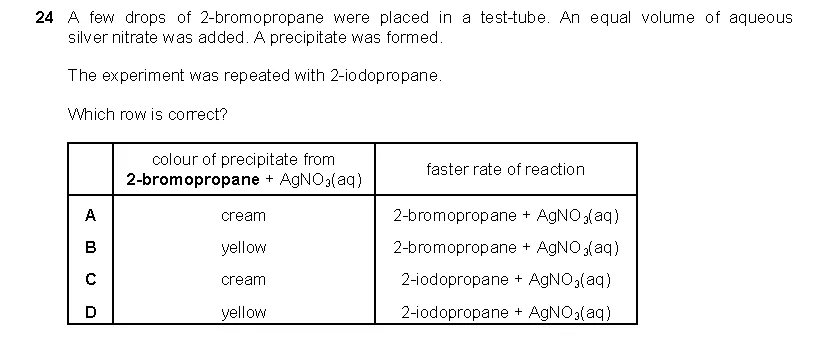 24 A few drops of 2-bromopropane were placed in a test-tube. An equal volume of aqueous
silver nitrate was added. A precipitate was formed.
The experiment was repeated with 2-iodopropane.
Which row is correct?
colour of precipitate from
2-bromopropane + AgNO₃(aq)
faster rate of reaction
A cream 2-bromopropane + AgNO₃(aq)
B yellow 2-bromopropane + AgNO₃(aq)
C cream 2-iodopropane + AgNO₃(aq)
D yellow 2-iodopropane + AgNO₃(aq)